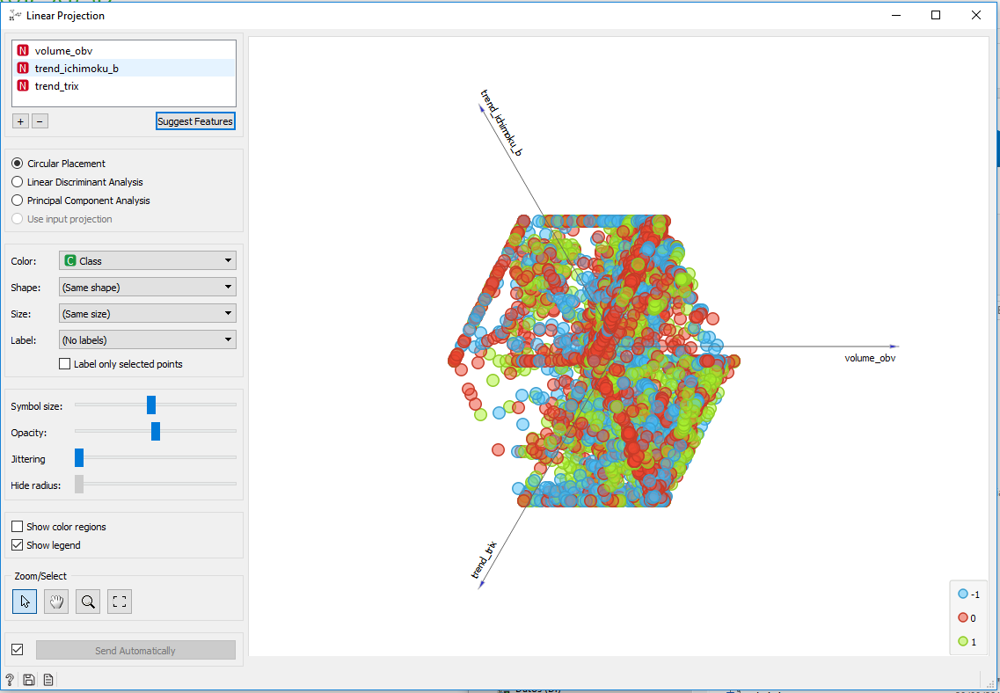 Linear Projection
N volume_obv
N trend_ichimoku_b
N trend_trix
+ −
Suggest Features
Circular Placement
Linear Discriminant Analysis
Principal Component Analysis
Use input projection
Color: C Class
Shape: (Same shape)
Size: (Same size)
Label: (No labels)
Label only selected points
Symbol size:
Opacity:
Jittering
Hide radius:
Show color regions
Show legend
Zoom/Select
Send Automatically
?
trend_ichimoku_b
volume_obv
trend_trix
-1
0
1